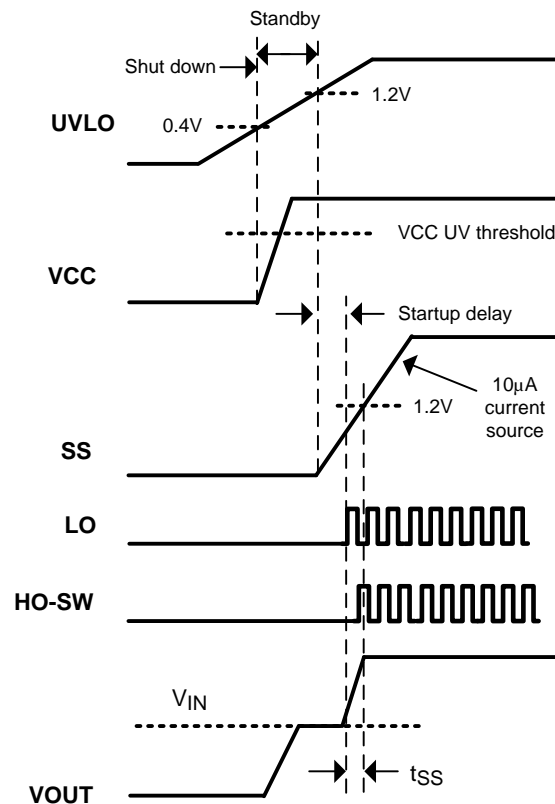 Standby
Shut down
1.2V
UVLO
0.4V
VCC UV threshold
VCC
Startup delay
10μA
current
source
1.2V
SS
LO
HO-SW
VIN
tSS
VOUT